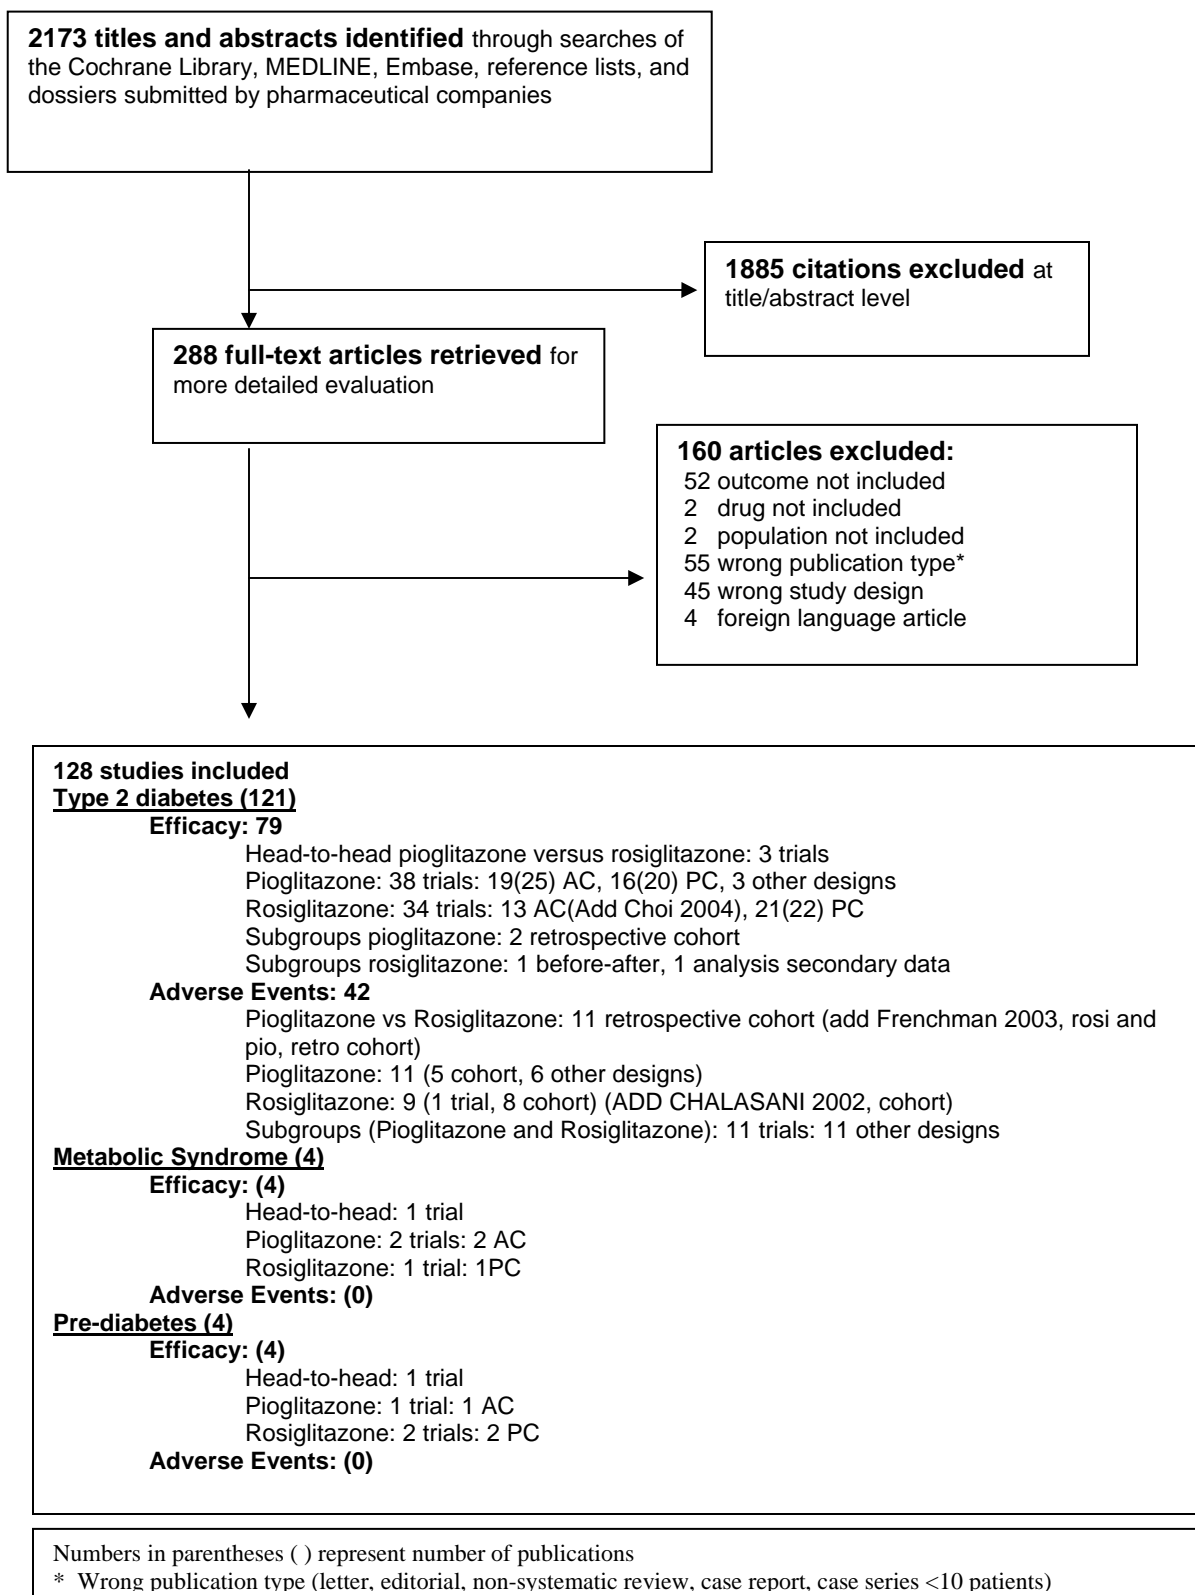 2173 titles and abstracts identified through searches of
the Cochrane Library, MEDLINE, Embase, reference lists, and
dossiers submitted by pharmaceutical companies
1885 citations excluded at
title/abstract level
288 full-text articles retrieved for
more detailed evaluation
160 articles excluded:
52 outcome not included
2 drug not included
2 population not included
55 wrong publication type*
45 wrong study design
4 foreign language article
128 studies included
Type 2 diabetes (121)
Efficacy: 79
Head-to-head pioglitazone versus rosiglitazone: 3 trials
Pioglitazone: 38 trials: 19(25) AC, 16(20) PC, 3 other designs
Rosiglitazone: 34 trials: 13 AC(Add Choi 2004), 21(22) PC
Subgroups pioglitazone: 2 retrospective cohort
Subgroups rosiglitazone: 1 before-after, 1 analysis secondary data
Adverse Events: 42
Pioglitazone vs Rosiglitazone: 11 retrospective cohort (add Frenchman 2003, rosi and
pio, retro cohort)
Pioglitazone: 11 (5 cohort, 6 other designs)
Rosiglitazone: 9 (1 trial, 8 cohort) (ADD CHALASANI 2002, cohort)
Subgroups (Pioglitazone and Rosiglitazone): 11 trials: 11 other designs
Metabolic Syndrome (4)
Efficacy: (4)
Head-to-head: 1 trial
Pioglitazone: 2 trials: 2 AC
Rosiglitazone: 1 trial: 1PC
Adverse Events: (0)
Pre-diabetes (4)
Efficacy: (4)
Head-to-head: 1 trial
Pioglitazone: 1 trial: 1 AC
Rosiglitazone: 2 trials: 2 PC
Adverse Events: (0)
Numbers in parentheses ( ) represent number of publications
* Wrong publication type (letter, editorial, non-systematic review, case report, case series <10 patients)